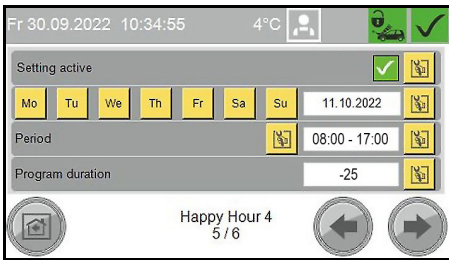 Fr 30.09.2022 10:34:55 4°C
Setting active
Mo Tu We Th Fr Sa Su 11.10.2022
Period 08:00 - 17:00
Program duration -25
Happy Hour 4
5 / 6